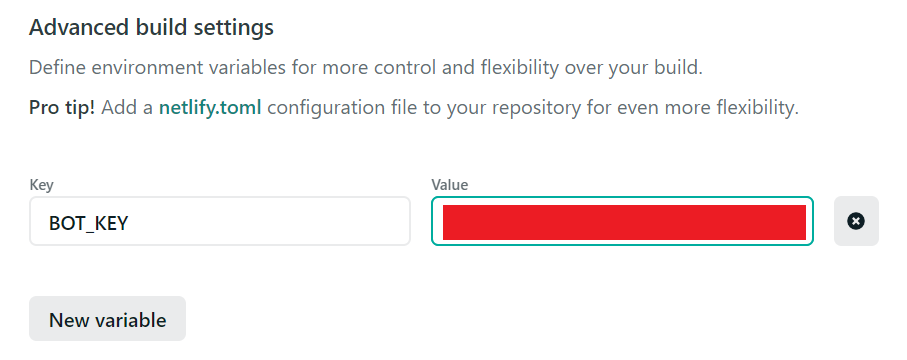 Advanced build settings
Define environment variables for more control and flexibility over your build.
Pro tip! Add a netlify.toml configuration file to your repository for even more flexibility.
Key
Value
BOT_KEY
New variable